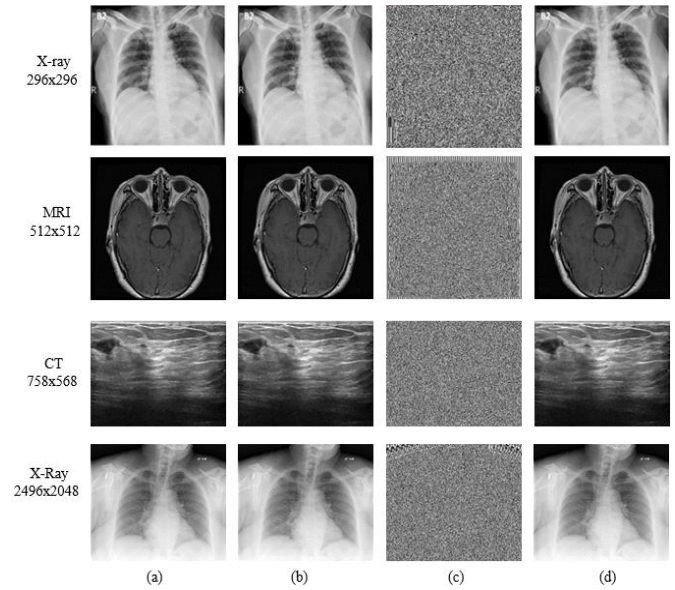 X-ray
296x296
R
MRI
512x512
CT
758x568
X-Ray
2496x2048
(a) (b) (c) (d)